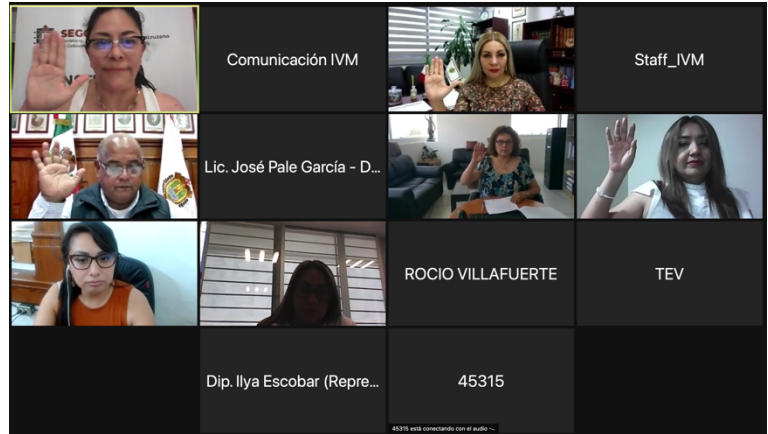 SEGO
Comunicación IVM
Staff_IVM
Lic. José Pale García - D...
ROCIO VILLAFUERTE
TEV
Dip. Ilya Escobar (Repre...
45315
45315 está conectando con el audio